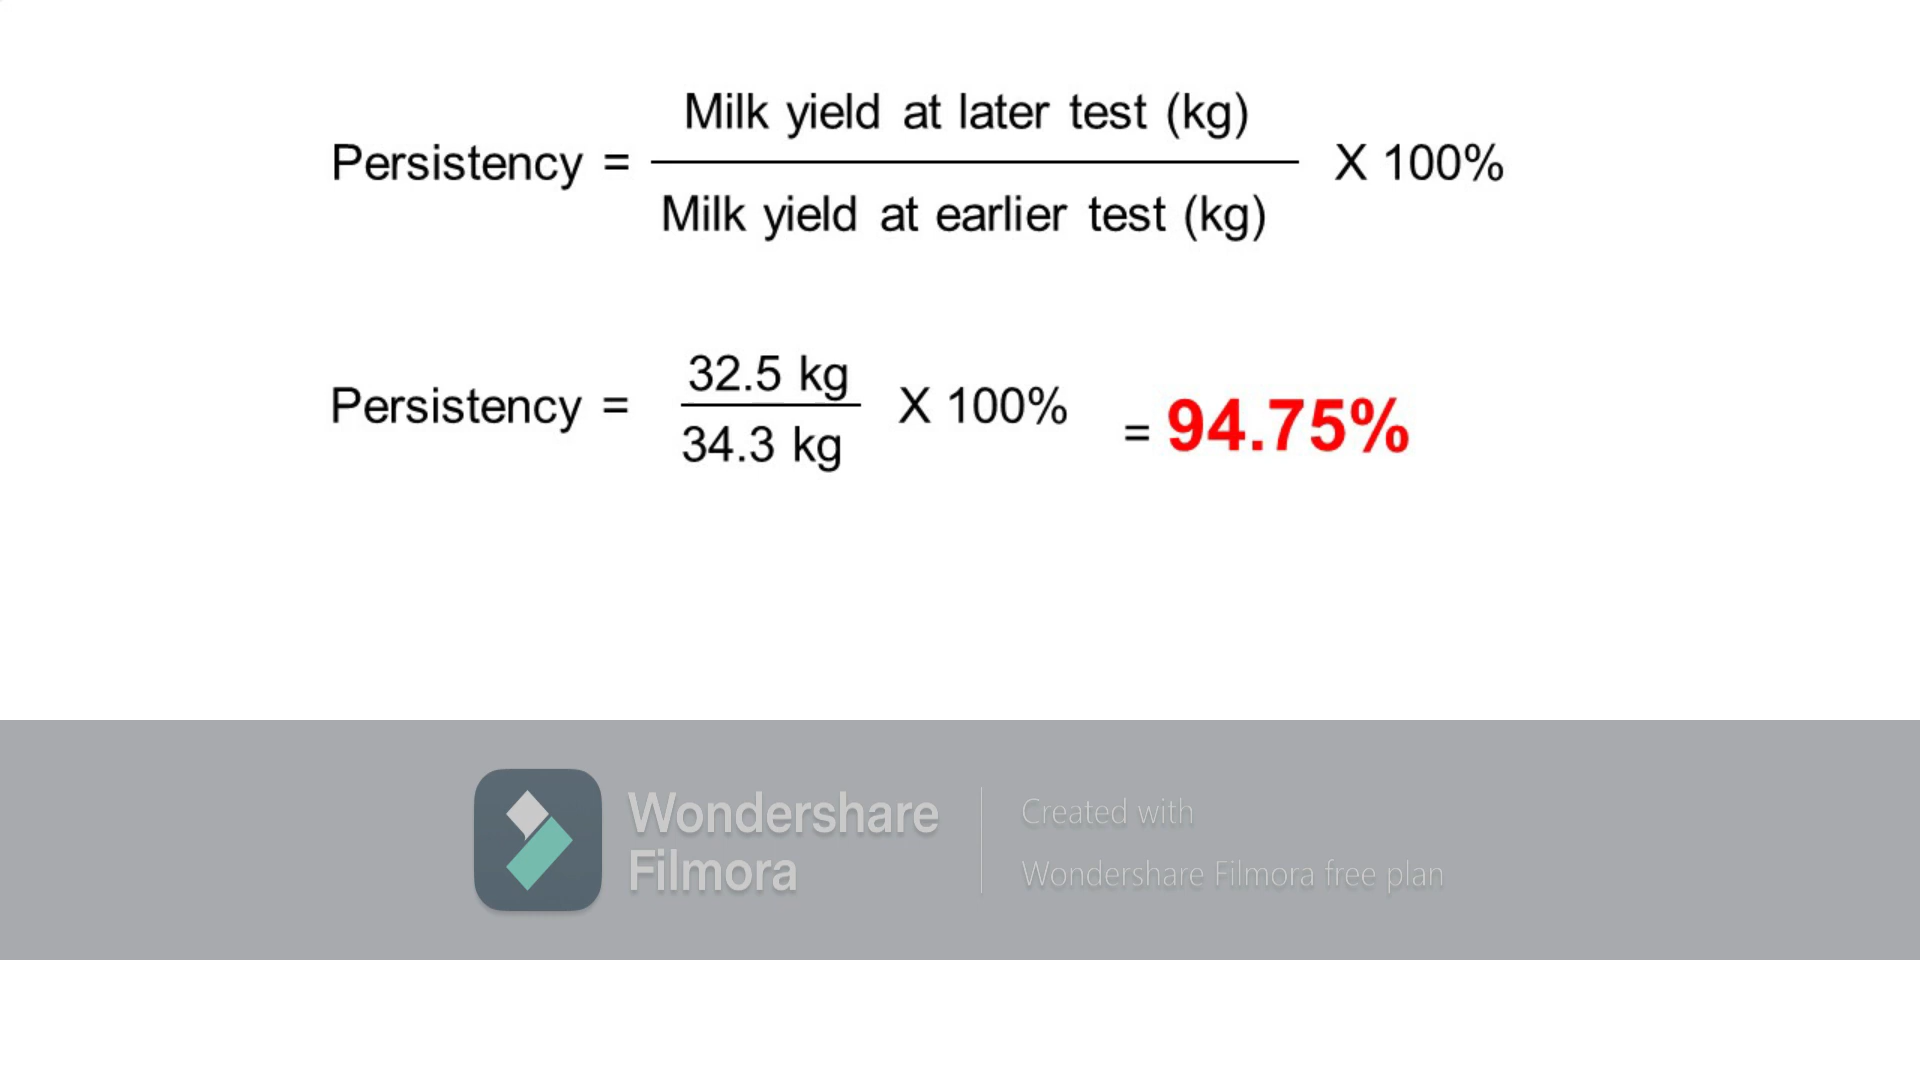 Milk yield at later test (kg)
Persistency = X 100%
Milk yield at earlier test (kg)
32.5 kg
Persistency = X 100% = 94.75%
34.3 kg
Wondershare
Filmora
Created with
Wondershare Filmora free plan